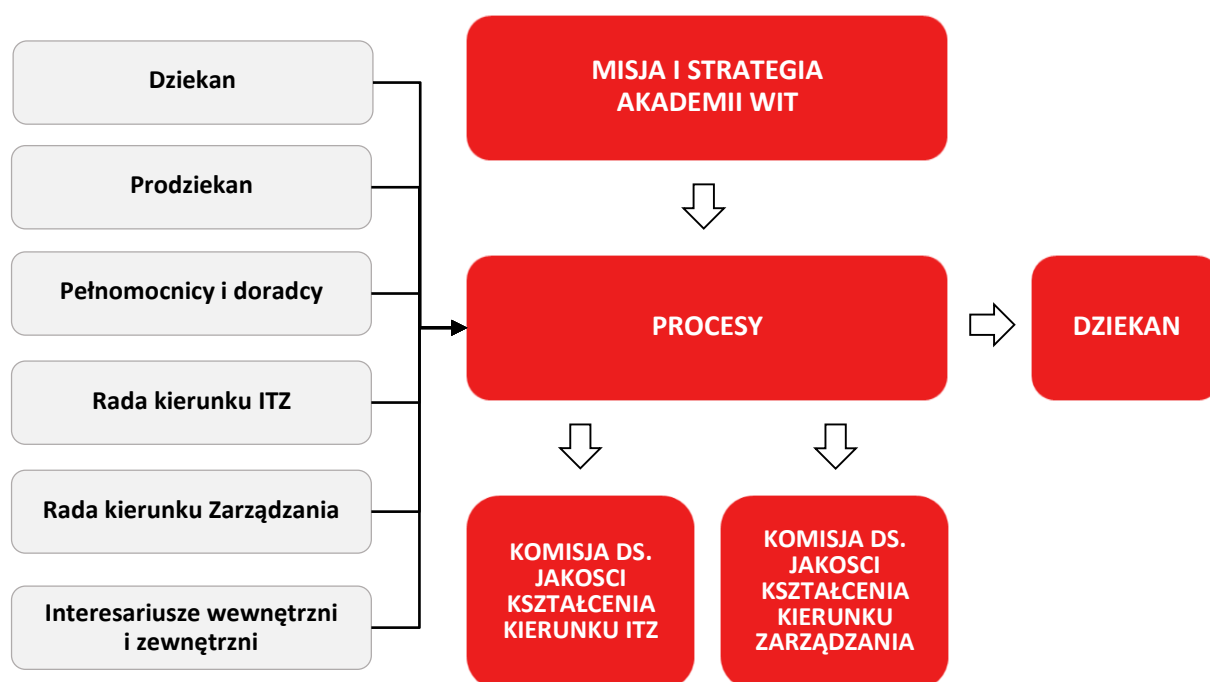 Dziekan
Prodziekan
Pełnomocnicy i doradcy
Rada kierunku ITZ
Rada kierunku Zarządzania
Interesariusze wewnętrzni
i zewnętrzni
MISJA I STRATEGIA
AKADEMII WIT
PROCESY
DZIEKAN
KOMISJA DS.
JAKOSCI
KSZTAŁCENIA
KIERUNKU ITZ
KOMISJA DS.
JAKOSCI
KSZTAŁCENIA
KIERUNKU
ZARZĄDZANIA